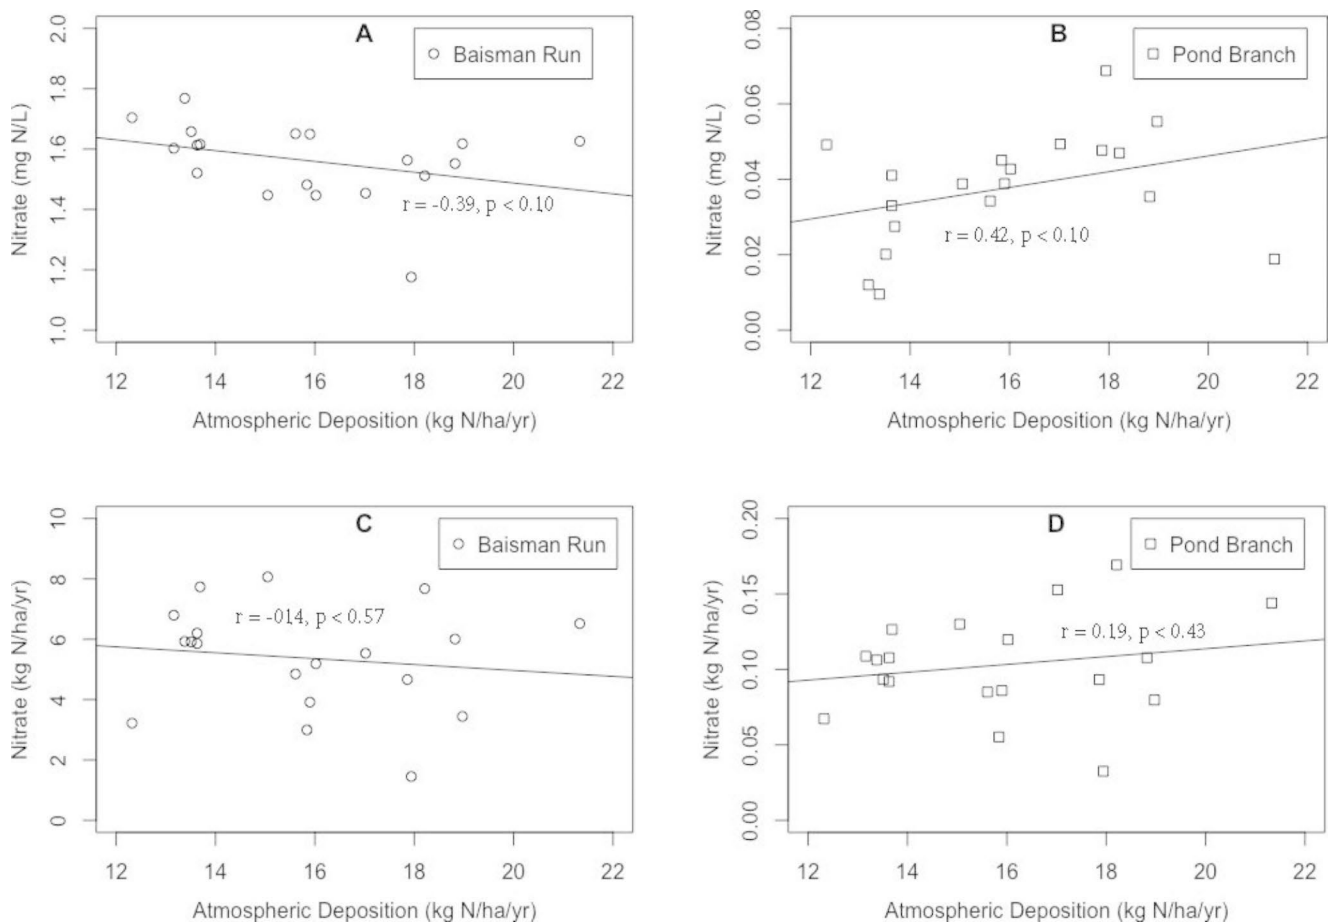 A
Baisman Run
Nitrate (mg N/L)
2.0
1.8
1.6
1.4
1.2
1.0
r = -0.39, p < 0.10
12 14 16 18 20 22
Atmospheric Deposition (kg N/ha/yr)
B
Pond Branch
Nitrate (mg N/L)
0.08
0.06
0.04
0.02
0.00
r = 0.42, p < 0.10
12 14 16 18 20 22
Atmospheric Deposition (kg N/ha/yr)
C
Baisman Run
Nitrate (kg N/ha/yr)
10
8
6
4
2
0
r = -014, p < 0.57
12 14 16 18 20 22
Atmospheric Deposition (kg N/ha/yr)
D
Pond Branch
Nitrate (kg N/ha/yr)
0.20
0.15
0.10
0.05
0.00
r = 0.19, p < 0.43
12 14 16 18 20 22
Atmospheric Deposition (kg N/ha/yr)